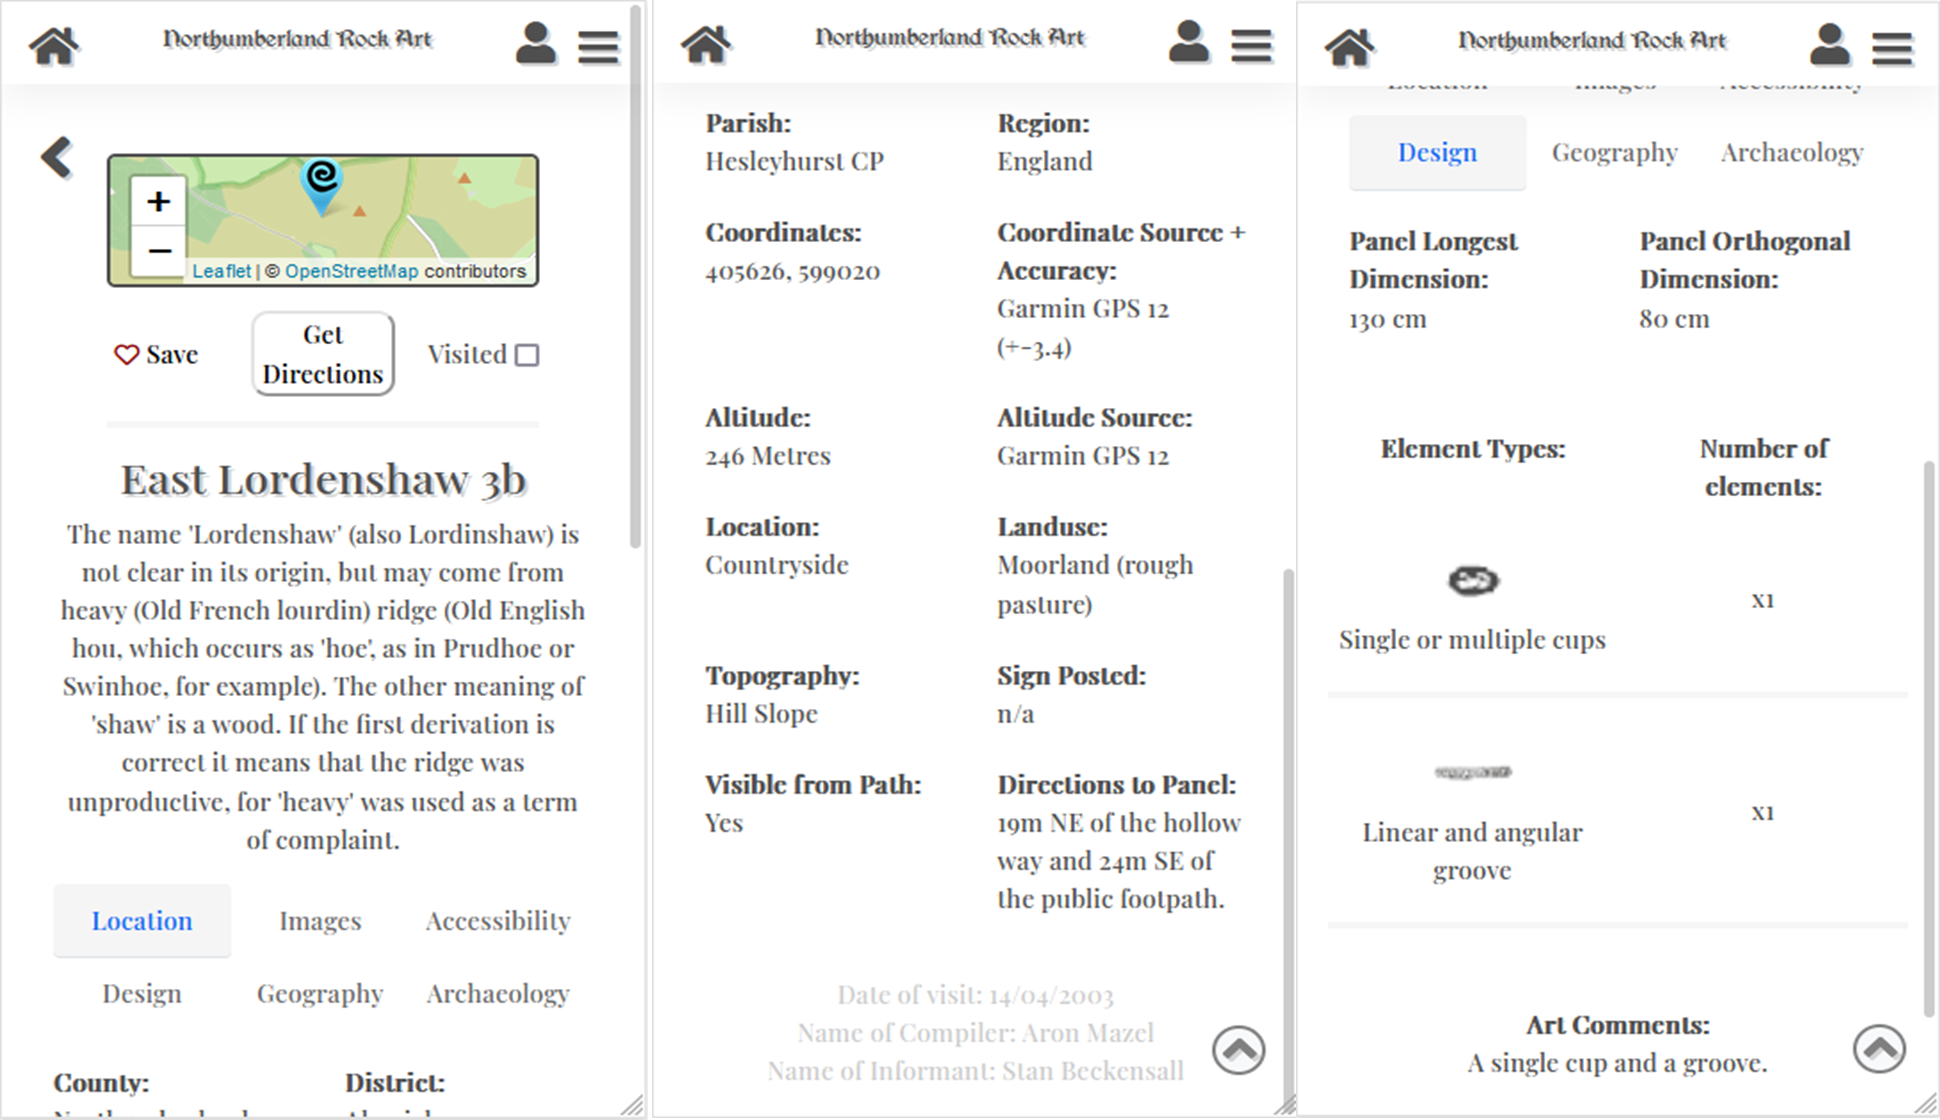 Northumberland Rock Art
+
−
Leaflet | © OpenStreetMap contributors
Save
Get
Directions
Visited
East Lordenshaw 3b
The name 'Lordenshaw' (also Lordinshaw) is
not clear in its origin, but may come from
heavy (Old French lourdin) ridge (Old English
hou, which occurs as 'hoe', as in Prudhoe or
Swinhoe, for example). The other meaning of
'shaw' is a wood. If the first derivation is
correct it means that the ridge was
unproductive, for 'heavy' was used as a term
of complaint.
Location Images Accessibility
Design Geography Archaeology
County: District:
Northumberland Rock Art
Parish: Region:
Hesleyhurst CP England
Coordinates: Coordinate Source +
405626, 599020 Accuracy:
Garmin GPS 12
(+-3.4)
Altitude: Altitude Source:
246 Metres Garmin GPS 12
Location: Landuse:
Countryside Moorland (rough
pasture)
Topography: Sign Posted:
Hill Slope n/a
Visible from Path: Directions to Panel:
Yes 19m NE of the hollow
way and 24m SE of
the public footpath.
Date of visit: 14/04/2003
Name of Compiler: Aron Mazel
Name of Informant: Stan Beckensall
Northumberland Rock Art
Location Images Accessibility
Design Geography Archaeology
Panel Longest Panel Orthogonal
Dimension: Dimension:
130 cm 80 cm
Element Types: Number of
elements:
x1
Single or multiple cups
x1
Linear and angular
groove
Art Comments:
A single cup and a groove.